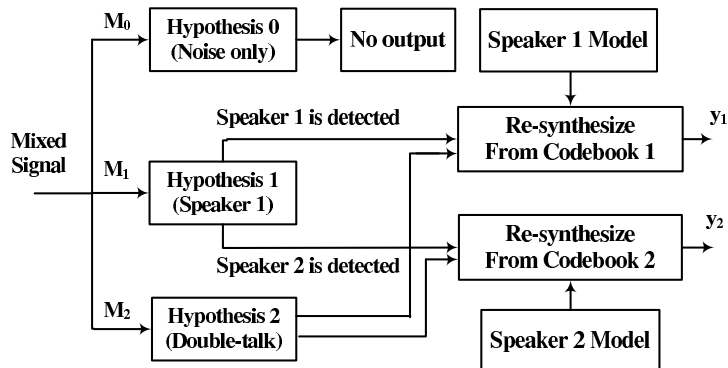 M0
Hypothesis 0
(Noise only)
No output
Speaker 1 Model
Speaker 1 is detected
Re-synthesize
From Codebook 1
y1
Mixed
Signal
M1
Hypothesis 1
(Speaker 1)
Re-synthesize
From Codebook 2
y2
Speaker 2 is detected
M2
Hypothesis 2
(Double-talk)
Speaker 2 Model